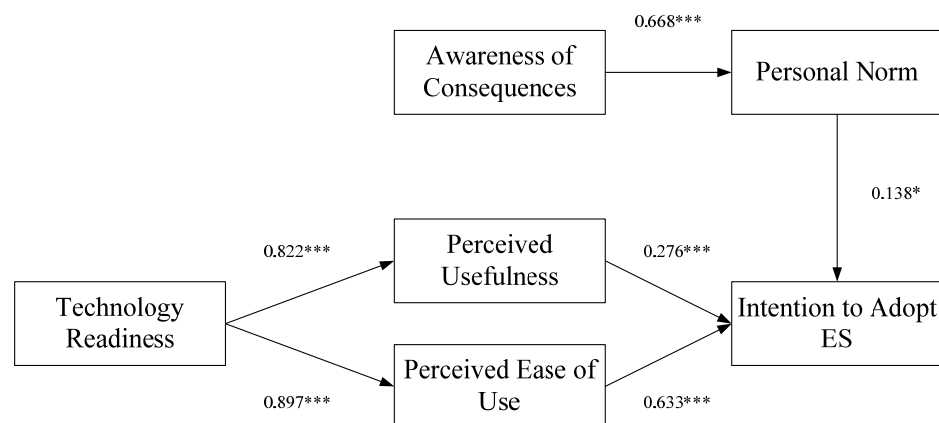 0.668***
Awareness of
Consequences
Personal Norm
0.138*
0.822***
Perceived
Usefulness
0.276***
Technology
Readiness
Intention to Adopt
ES
Perceived Ease of
Use
0.897***
0.633***